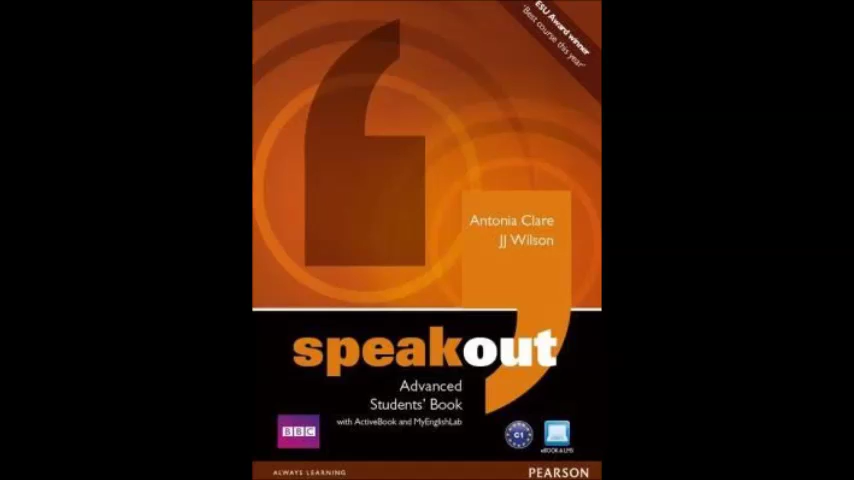 ESU Award winner
"Best course this year"
Antonia Clare
JJ Wilson
speakout
Advanced
Students' Book
with ActiveBook and MyEnglishLab
BBC
C1
eBOOK & LMS
ALWAYS LEARNING
PEARSON